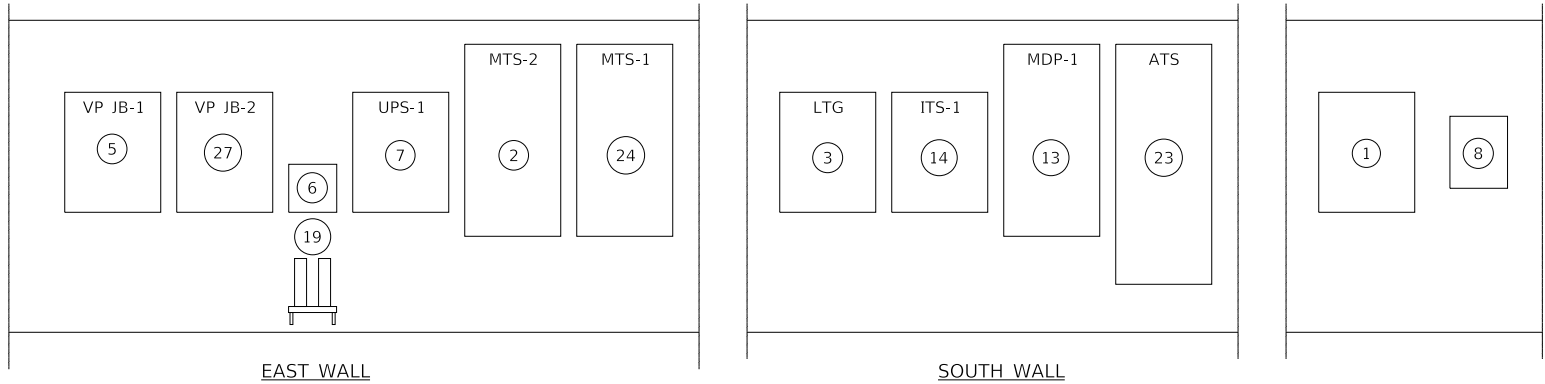 MTS-2 MTS-1 MDP-1 ATS
VP JB-1 VP JB-2 UPS-1 LTG ITS-1
5 27 7 2 24 3 14 13 23 1 8
6
19
EAST WALL SOUTH WALL